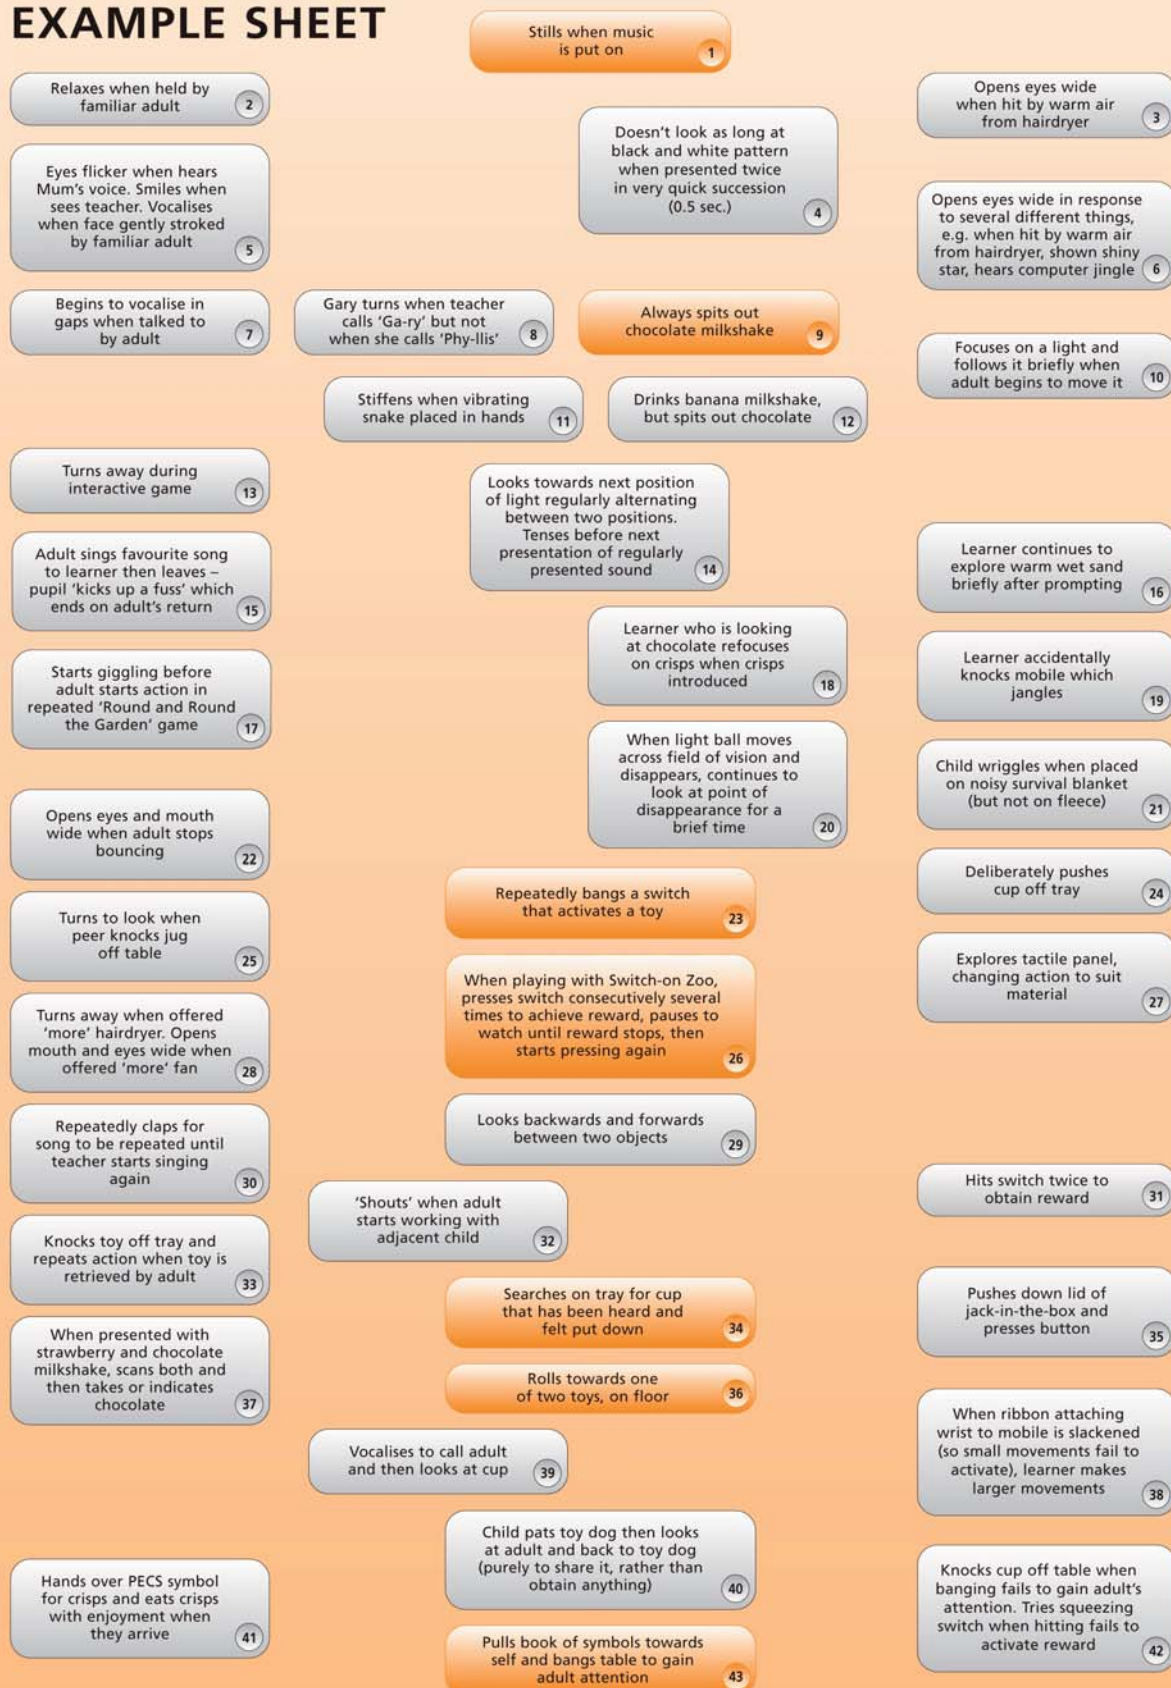 EXAMPLE SHEET
Stills when music
is put on
1
Relaxes when held by
familiar adult
2
Opens eyes wide
when hit by warm air
from hairdryer
3
Doesn't look as long at
black and white pattern
when presented twice
in very quick succession
(0.5 sec.)
4
Eyes flicker when hears
Mum's voice. Smiles when
sees teacher. Vocalises
when face gently stroked
by familiar adult
5
Opens eyes wide in response
to several different things,
e.g. when hit by warm air
from hairdryer, shown shiny
star, hears computer jingle
6
Begins to vocalise in
gaps when talked to
by adult
7
Gary turns when teacher
calls 'Ga-ry' but not
when she calls 'Phy-llis'
8
Always spits out
chocolate milkshake
9
Focuses on a light and
follows it briefly when
adult begins to move it
10
Stiffens when vibrating
snake placed in hands
11
Drinks banana milkshake,
but spits out chocolate
12
Turns away during
interactive game
13
Looks towards next position
of light regularly alternating
between two positions.
Tenses before next
presentation of regularly
presented sound
14
Adult sings favourite song
to learner then leaves –
pupil 'kicks up a fuss' which
ends on adult's return
15
Learner continues to
explore warm wet sand
briefly after prompting
16
Starts giggling before
adult starts action in
repeated 'Round and Round
the Garden' game
17
Learner who is looking
at chocolate refocuses
on crisps when crisps
introduced
18
Learner accidentally
knocks mobile which
jangles
19
When light ball moves
across field of vision and
disappears, continues to
look at point of
disappearance for a
brief time
20
Child wriggles when placed
on noisy survival blanket
(but not on fleece)
21
Opens eyes and mouth
wide when adult stops
bouncing
22
Repeatedly bangs a switch
that activates a toy
23
Deliberately pushes
cup off tray
24
Turns to look when
peer knocks jug
off table
25
When playing with Switch-on Zoo,
presses switch consecutively several
times to achieve reward, pauses to
watch until reward stops, then
starts pressing again
26
Explores tactile panel,
changing action to suit
material
27
Turns away when offered
'more' hairdryer. Opens
mouth and eyes wide when
offered 'more' fan
28
Looks backwards and forwards
between two objects
29
Repeatedly claps for
song to be repeated until
teacher starts singing
again
30
Hits switch twice to
obtain reward
31
'Shouts' when adult
starts working with
adjacent child
32
Knocks toy off tray and
repeats action when toy is
retrieved by adult
33
Searches on tray for cup
that has been heard and
felt put down
34
Pushes down lid of
jack-in-the-box and
presses button
35
Rolls towards one
of two toys, on floor
36
When presented with
strawberry and chocolate
milkshake, scans both and
then takes or indicates
chocolate
37
When ribbon attaching
wrist to mobile is slackened
(so small movements fail to
activate), learner makes
larger movements
38
Vocalises to call adult
and then looks at cup
39
Child pats toy dog then looks
at adult and back to toy dog
(purely to share it, rather than
obtain anything)
40
Hands over PECS symbol
for crisps and eats crisps
with enjoyment when
they arrive
41
Knocks cup off table when
banging fails to gain adult's
attention. Tries squeezing
switch when hitting fails to
activate reward
42
Pulls book of symbols towards
self and bangs table to gain
adult attention
43